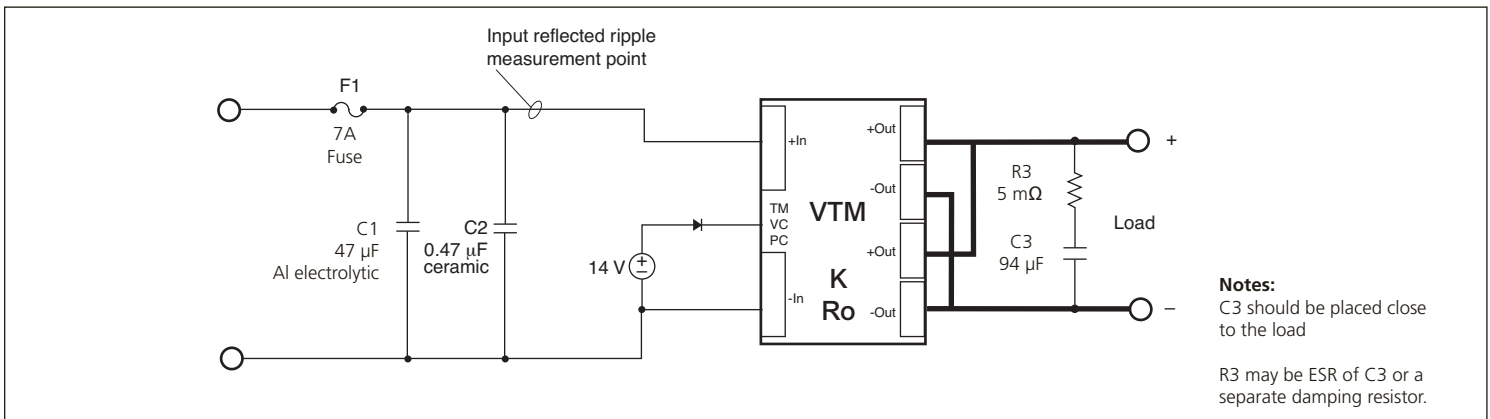 Input reflected ripple
measurement point
F1
7A
Fuse
C1
47 µF
Al electrolytic
C2
0.47 µF
ceramic
14 V
+In
TM
VC
PC
-In
VTM
K
Ro
+Out
-Out
+Out
-Out
R3
5 mΩ
C3
94 µF
Load
+
–
Notes:
C3 should be placed close
to the load
R3 may be ESR of C3 or a
separate damping resistor.